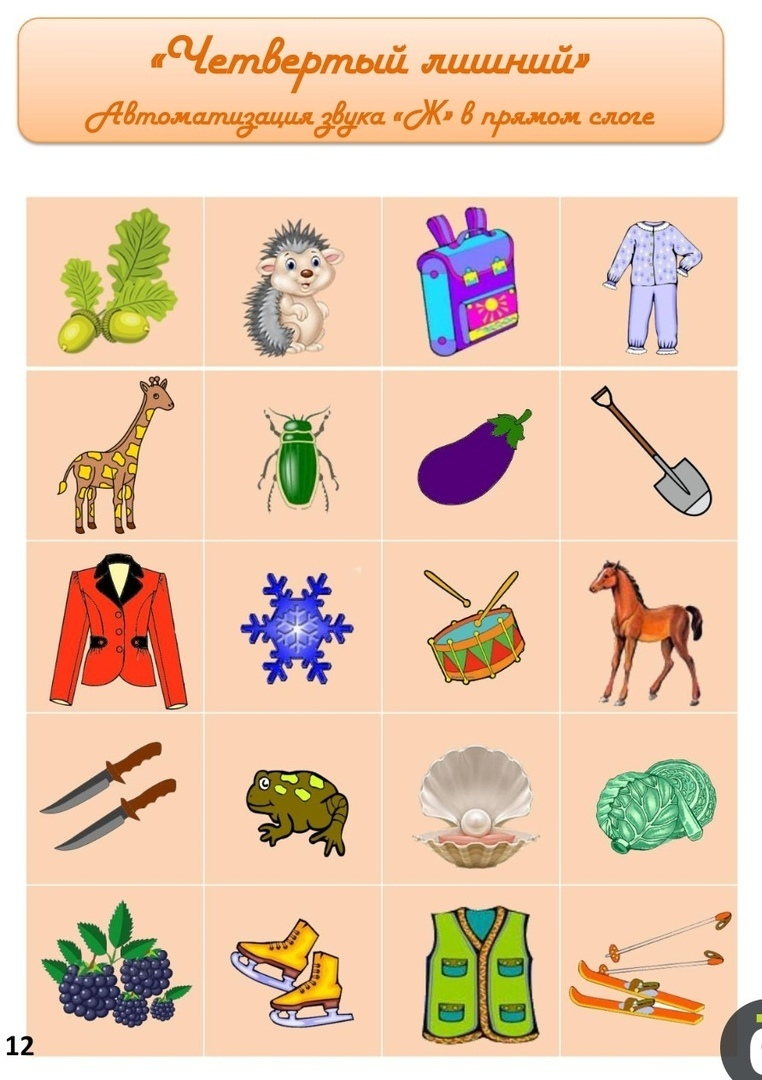 «Четвертый лишний»
Автоматизация звука «Ж» в прямом слоге
12